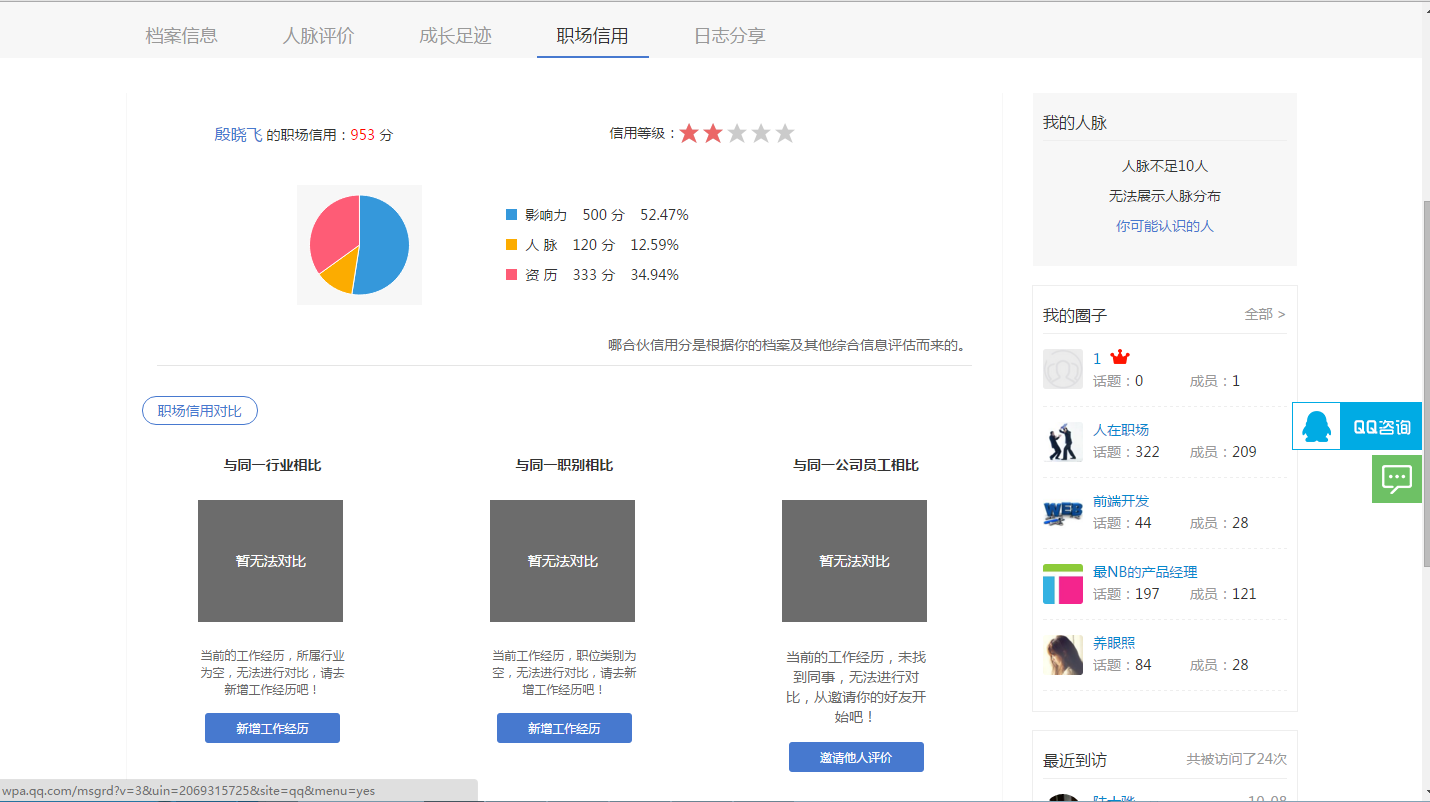 档案信息 人脉评价 成长足迹 职场信用 日志分享
殷晓飞 的职场信用：953 分
信用等级：
影响力 500 分 52.47%
人 脉 120 分 12.59%
资 历 333 分 34.94%
哪合伙信用分是根据你的档案及其他综合信息评估而来的。
职场信用对比
与同一行业相比
暂无法对比
当前的工作经历，所属行业
为空，无法进行对比，请去
新增工作经历吧！
新增工作经历
与同一职别相比
暂无法对比
当前工作经历，职位类别为
空，无法进行对比，请去新
增工作经历吧！
新增工作经历
与同一公司员工相比
暂无法对比
当前的工作经历，未找
到同事，无法进行对
比，从邀请你的好友开
始吧！
邀请他人评价
我的人脉
人脉不足10人
无法展示人脉分布
你可能认识的人
我的圈子 全部 >
1
话题：0 成员：1
人在职场
话题：322 成员：209
WEB
前端开发
话题：44 成员：28
最NB的产品经理
话题：197 成员：121
养眼照
话题：84 成员：28
最近到访 共被访问了24次
QQ咨询
wpa.qq.com/msgrd?v=3&uin=2069315725&site=qq&menu=yes